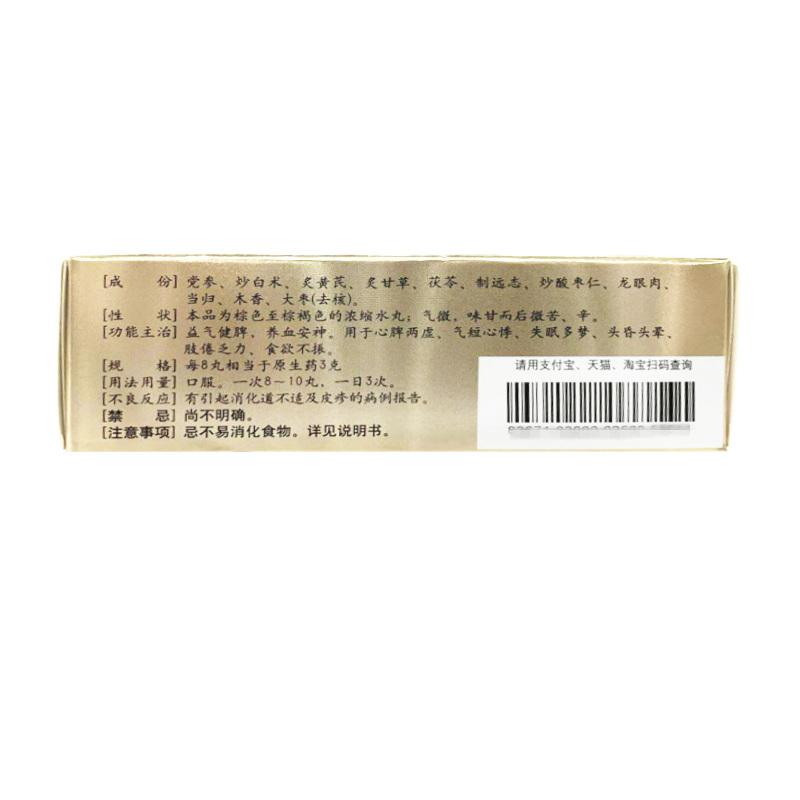 [成　份] 党参、炒白术、炙黄芪、炙甘草、茯苓、制远志、炒酸枣仁、龙眼肉、
当归、木香、大枣(去核)。
[性　状] 本品为棕色至棕褐色的浓缩水丸；气微，味甘而后微苦、辛。
[功能主治] 益气健脾，养血安神。用于心脾两虚、气短心悸、失眠多梦、头昏头晕、
肢倦乏力、食欲不振。
[规　格] 每8丸相当于原生药3克
[用法用量] 口服。一次8～10丸，一日3次。
[不良反应] 有引起消化道不适及皮疹的病例报告。
[禁　忌] 尚不明确。
[注意事项] 忌不易消化食物。详见说明书。
请用支付宝、天猫、淘宝扫码查询